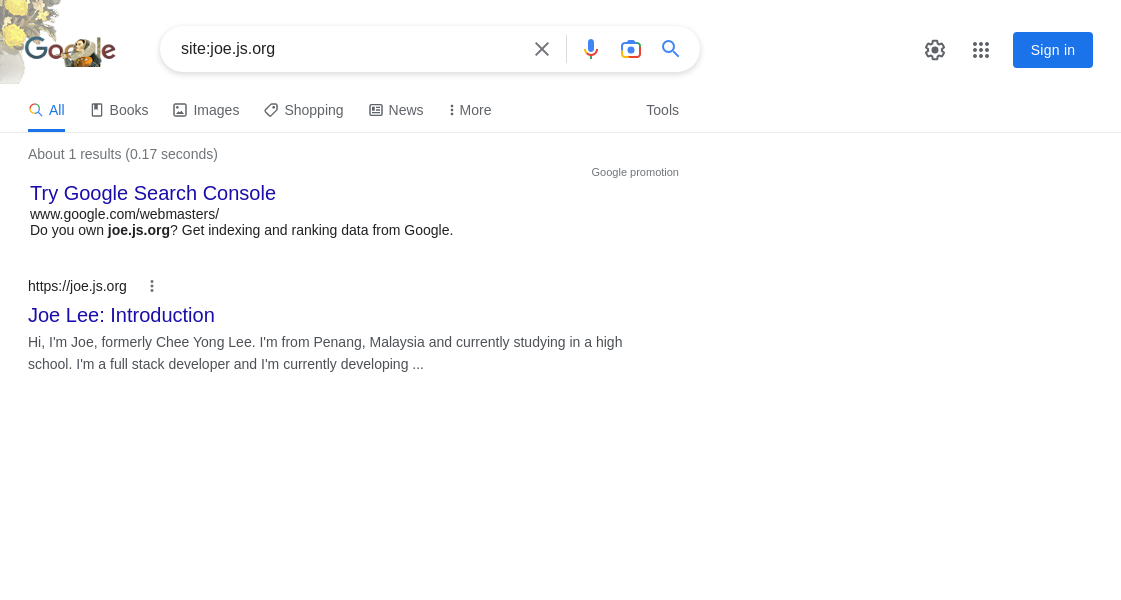 Google
site:joe.js.org
Sign in
All
Books
Images
Shopping
News
More
Tools
About 1 results (0.17 seconds)
Google promotion
Try Google Search Console
www.google.com/webmasters/
Do you own joe.js.org? Get indexing and ranking data from Google.
https://joe.js.org
Joe Lee: Introduction
Hi, I'm Joe, formerly Chee Yong Lee. I'm from Penang, Malaysia and currently studying in a high
school. I'm a full stack developer and I'm currently developing ...